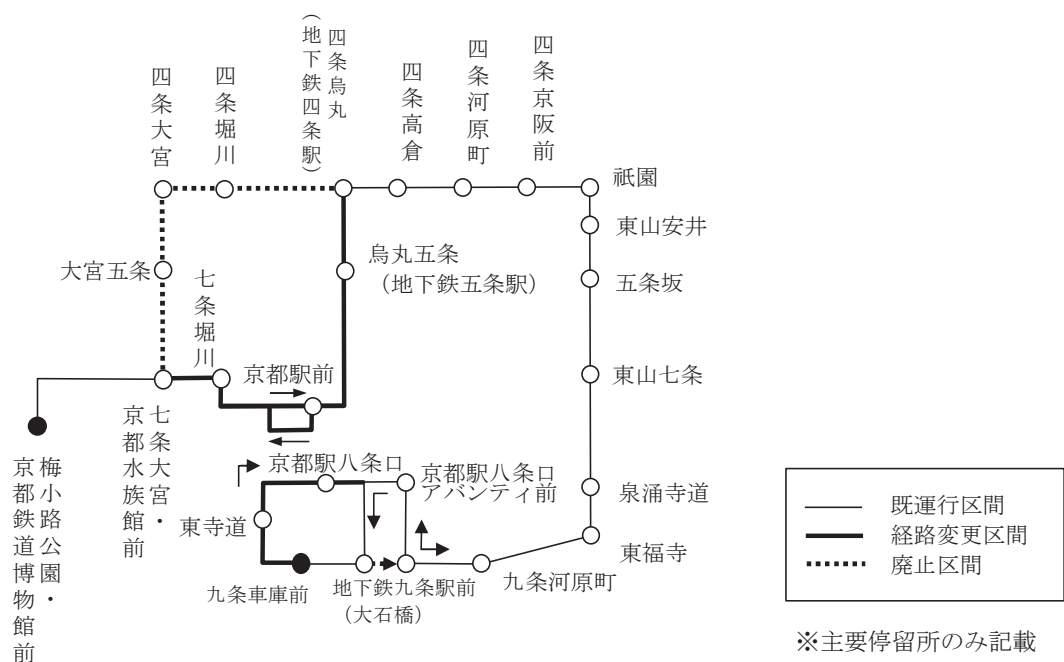 四条大宮
四条堀川
四条烏丸
（地下鉄四条駅）
四条高倉
四条河原町
四条京阪前
祇園
東山安井
五条坂
東山七条
泉涌寺道
東福寺
大宮五条
七条堀川
烏丸五条
（地下鉄五条駅）
京都駅前
七条大宮・
京都水族館前
梅小路公園・
京都鉄道博物館前
京都駅八条口
京都駅八条口
アバンティ前
東寺道
九条車庫前
地下鉄九条駅前
（大石橋）
九条河原町
既運行区間
経路変更区間
廃止区間
※主要停留所のみ記載